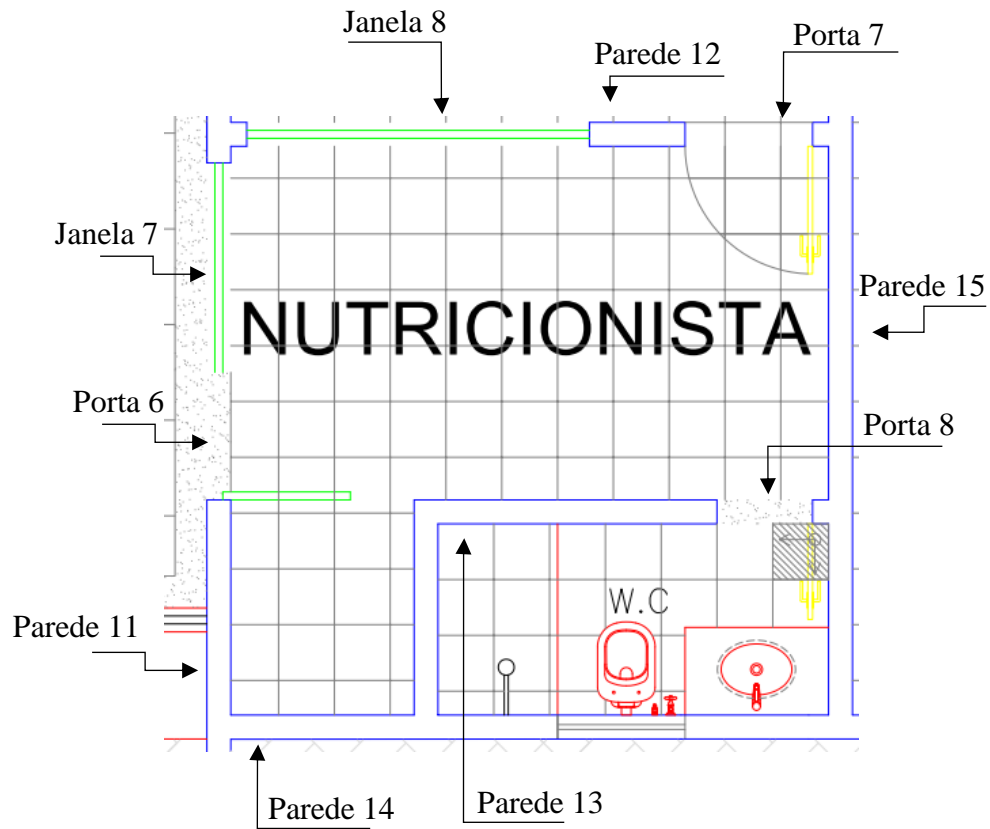 Janela 8
Porta 7
Parede 12
Janela 7
Parede 15
NUTRICIONISTA
Porta 6
Porta 8
W.C
Parede 11
Parede 14
Parede 13